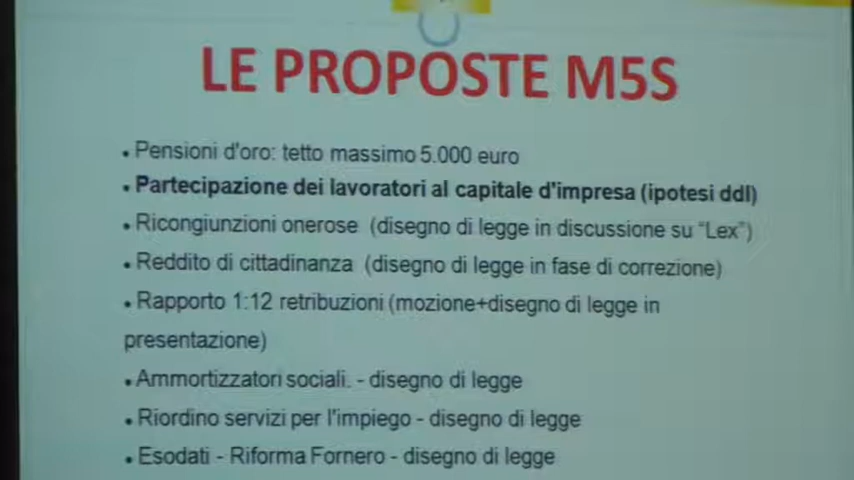 LE PROPOSTE M5S
• Pensioni d'oro: tetto massimo 5.000 euro
• Partecipazione dei lavoratori al capitale d'impresa (ipotesi ddl)
• Ricongiunzioni onerose (disegno di legge in discussione su “Lex”)
• Reddito di cittadinanza (disegno di legge in fase di correzione)
• Rapporto 1:12 retribuzioni (mozione+disegno di legge in
presentazione)
• Ammortizzatori sociali. - disegno di legge
• Riordino servizi per l'impiego - disegno di legge
• Esodati - Riforma Fornero - disegno di legge